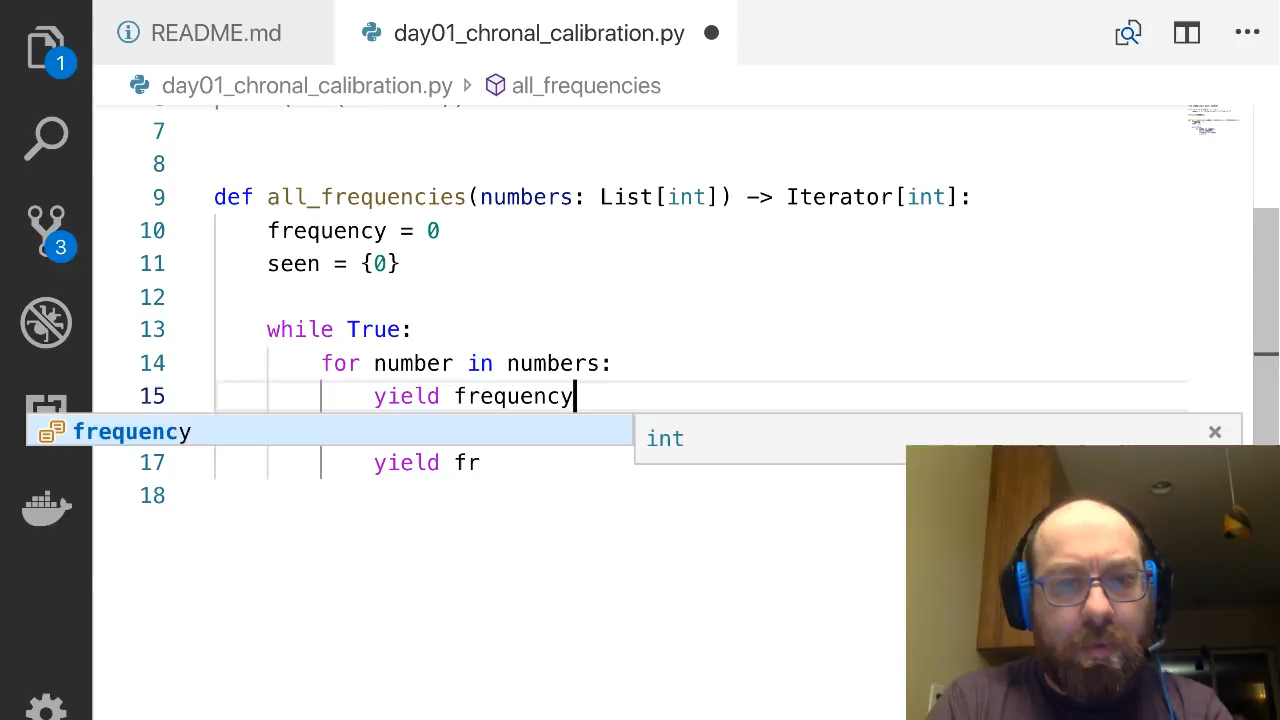 README.md
day01_chronal_calibration.py
day01_chronal_calibration.py all_frequencies
1
3
7
8
9 def all_frequencies(numbers: List[int]) -> Iterator[int]:
10 frequency = 0
11 seen = {0}
12
13 while True:
14 for number in numbers:
15 yield frequency
frequency
int
17 yield fr
18